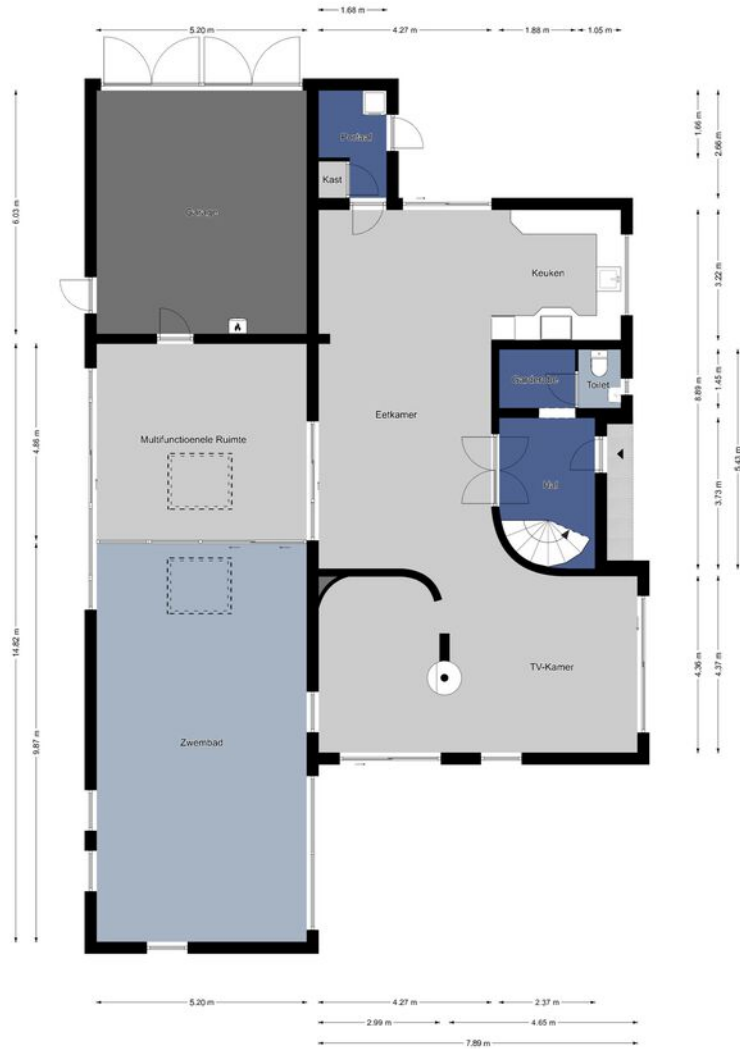 1.68 m
5.20 m
4.27 m
1.88 m
1.05 m
Portaal
Kast
Garage
Keuken
Garderobe
Toilet
Eetkamer
Multifunctioenele Ruimte
Hal
TV-Kamer
Zwembad
6.03 m
4.86 m
14.82 m
9.87 m
1.66 m
2.66 m
3.22 m
8.89 m
1.45 m
5.43 m
3.73 m
4.36 m
4.37 m
5.20 m
4.27 m
2.37 m
2.99 m
4.65 m
7.89 m